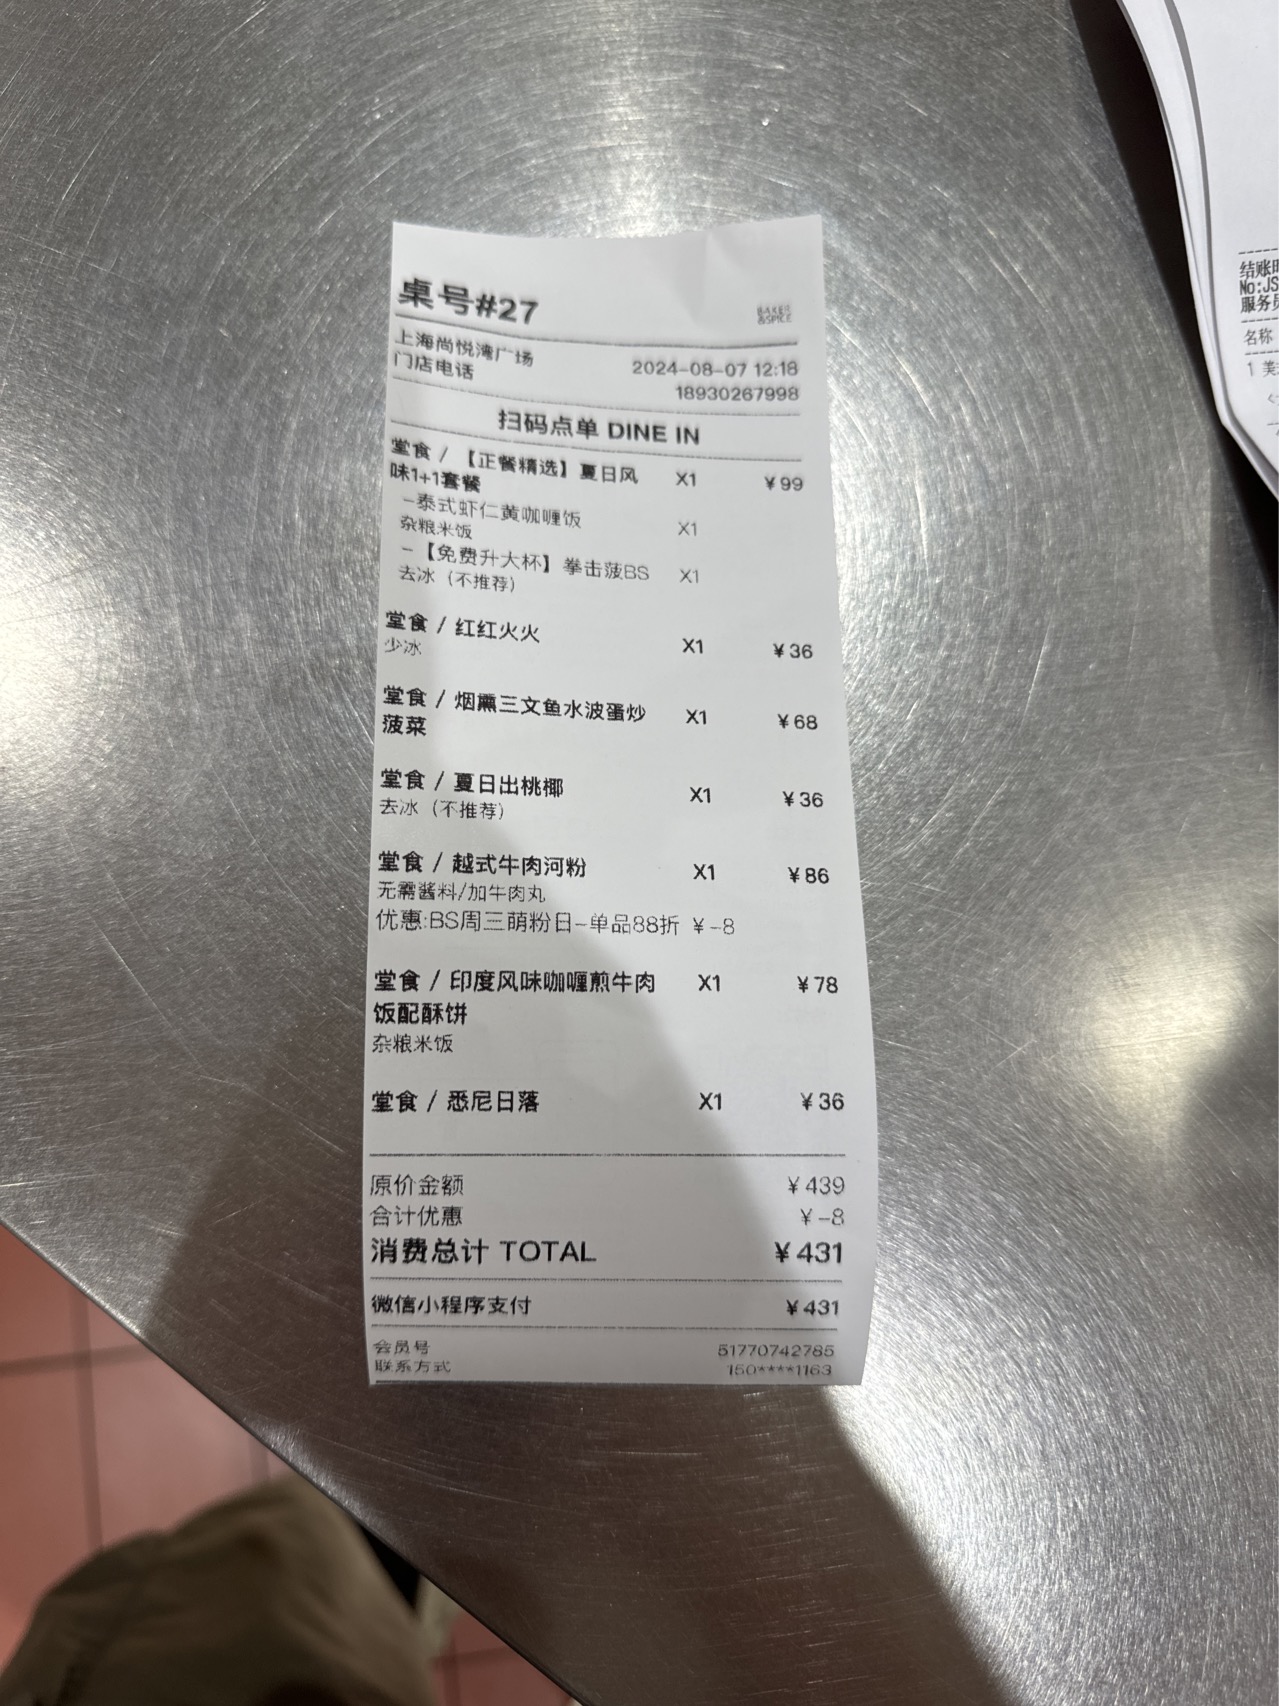 桌号#27
BAKER
&SPICE
上海尚悦湾广场 2024-08-07 12:18
门店电话 18930267998
扫码点单 DINE IN
堂食 / 【正餐精选】夏日风 X1 ¥99
味1+1套餐
-泰式虾仁黄咖喱饭 X1
杂粮米饭
-【免费升大杯】拳击菠BS X1
去冰（不推荐）
堂食 / 红红火火 X1 ¥36
少冰
堂食 / 烟熏三文鱼水波蛋炒 X1 ¥68
菠菜
堂食 / 夏日出桃椰 X1 ¥36
去冰（不推荐）
堂食 / 越式牛肉河粉 X1 ¥86
无需酱料/加牛肉丸
优惠:BS周三萌粉日-单品88折 ¥-8
堂食 / 印度风味咖喱煎牛肉 X1 ¥78
饭配酥饼
杂粮米饭
堂食 / 悉尼日落 X1 ¥36
原价金额 ¥439
合计优惠 ¥-8
消费总计 TOTAL ¥431
微信小程序支付 ¥431
会员号 51770742785
联系方式 150****1163
结账时
No:JS
服务员
名称
1 美